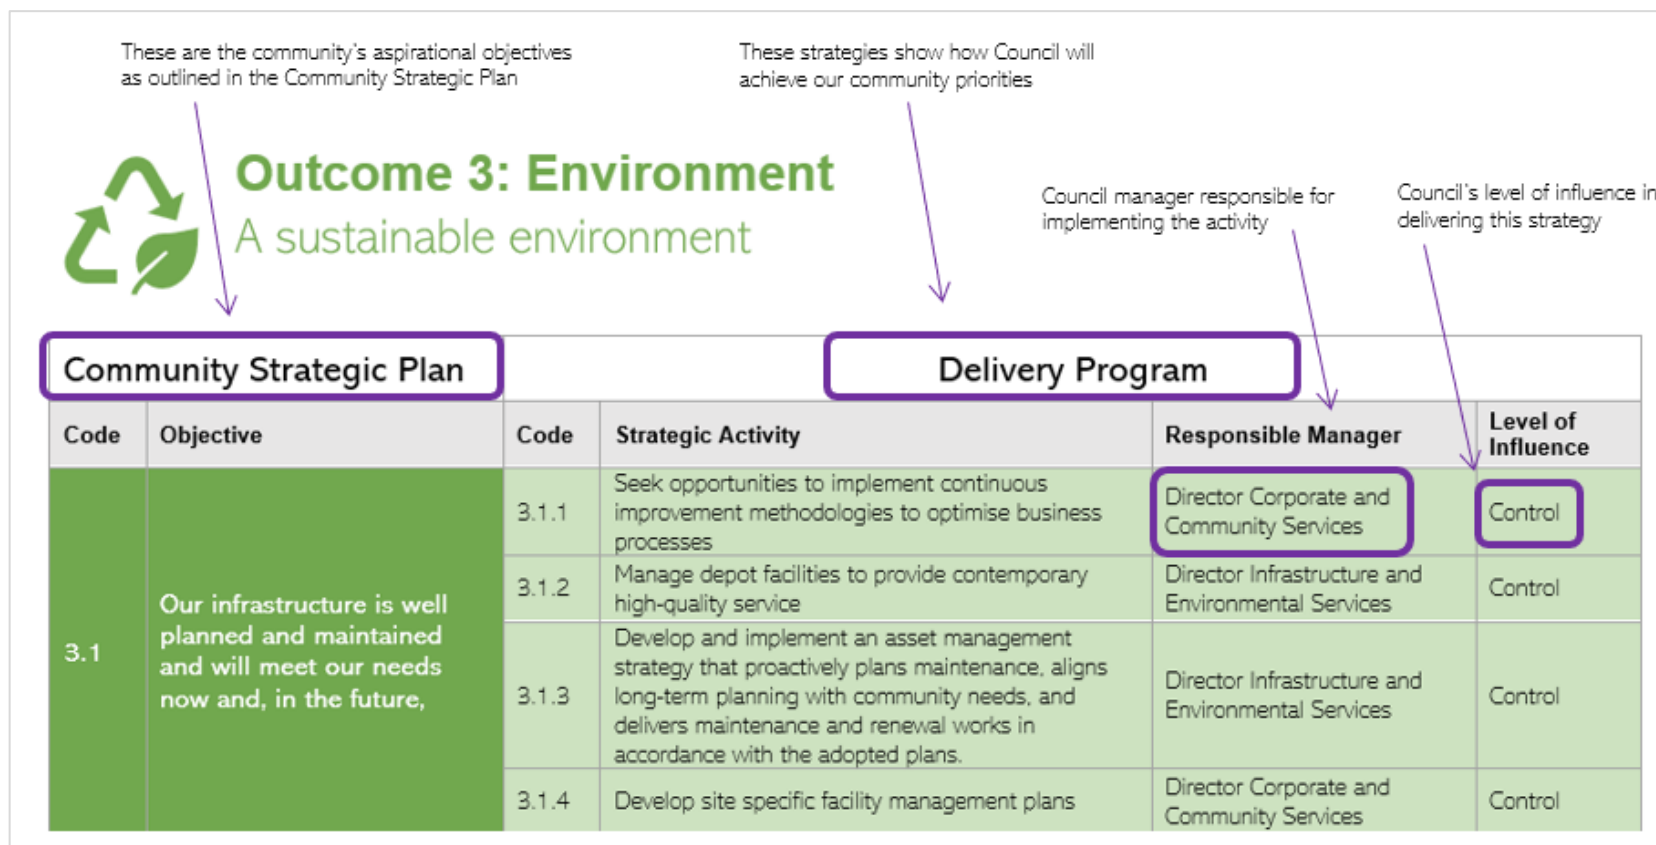 These are the community's aspirational objectives
as outlined in the Community Strategic Plan
These strategies show how Council will
achieve our community priorities
Outcome 3: Environment
A sustainable environment
Council manager responsible for
implementing the activity
Council's level of influence in
delivering this strategy
Community Strategic Plan
Delivery Program
Code
Objective
Code
Strategic Activity
Responsible Manager
Level of
Influence
3.1
Our infrastructure is well
planned and maintained
and will meet our needs
now and, in the future,
3.1.1
Seek opportunities to implement continuous
improvement methodologies to optimise business
processes
Director Corporate and
Community Services
Control
3.1.2
Manage depot facilities to provide contemporary
high-quality service
Director Infrastructure and
Environmental Services
Control
3.1.3
Develop and implement an asset management
strategy that proactively plans maintenance, aligns
long-term planning with community needs, and
delivers maintenance and renewal works in
accordance with the adopted plans.
Director Infrastructure and
Environmental Services
Control
3.1.4
Develop site specific facility management plans
Director Corporate and
Community Services
Control